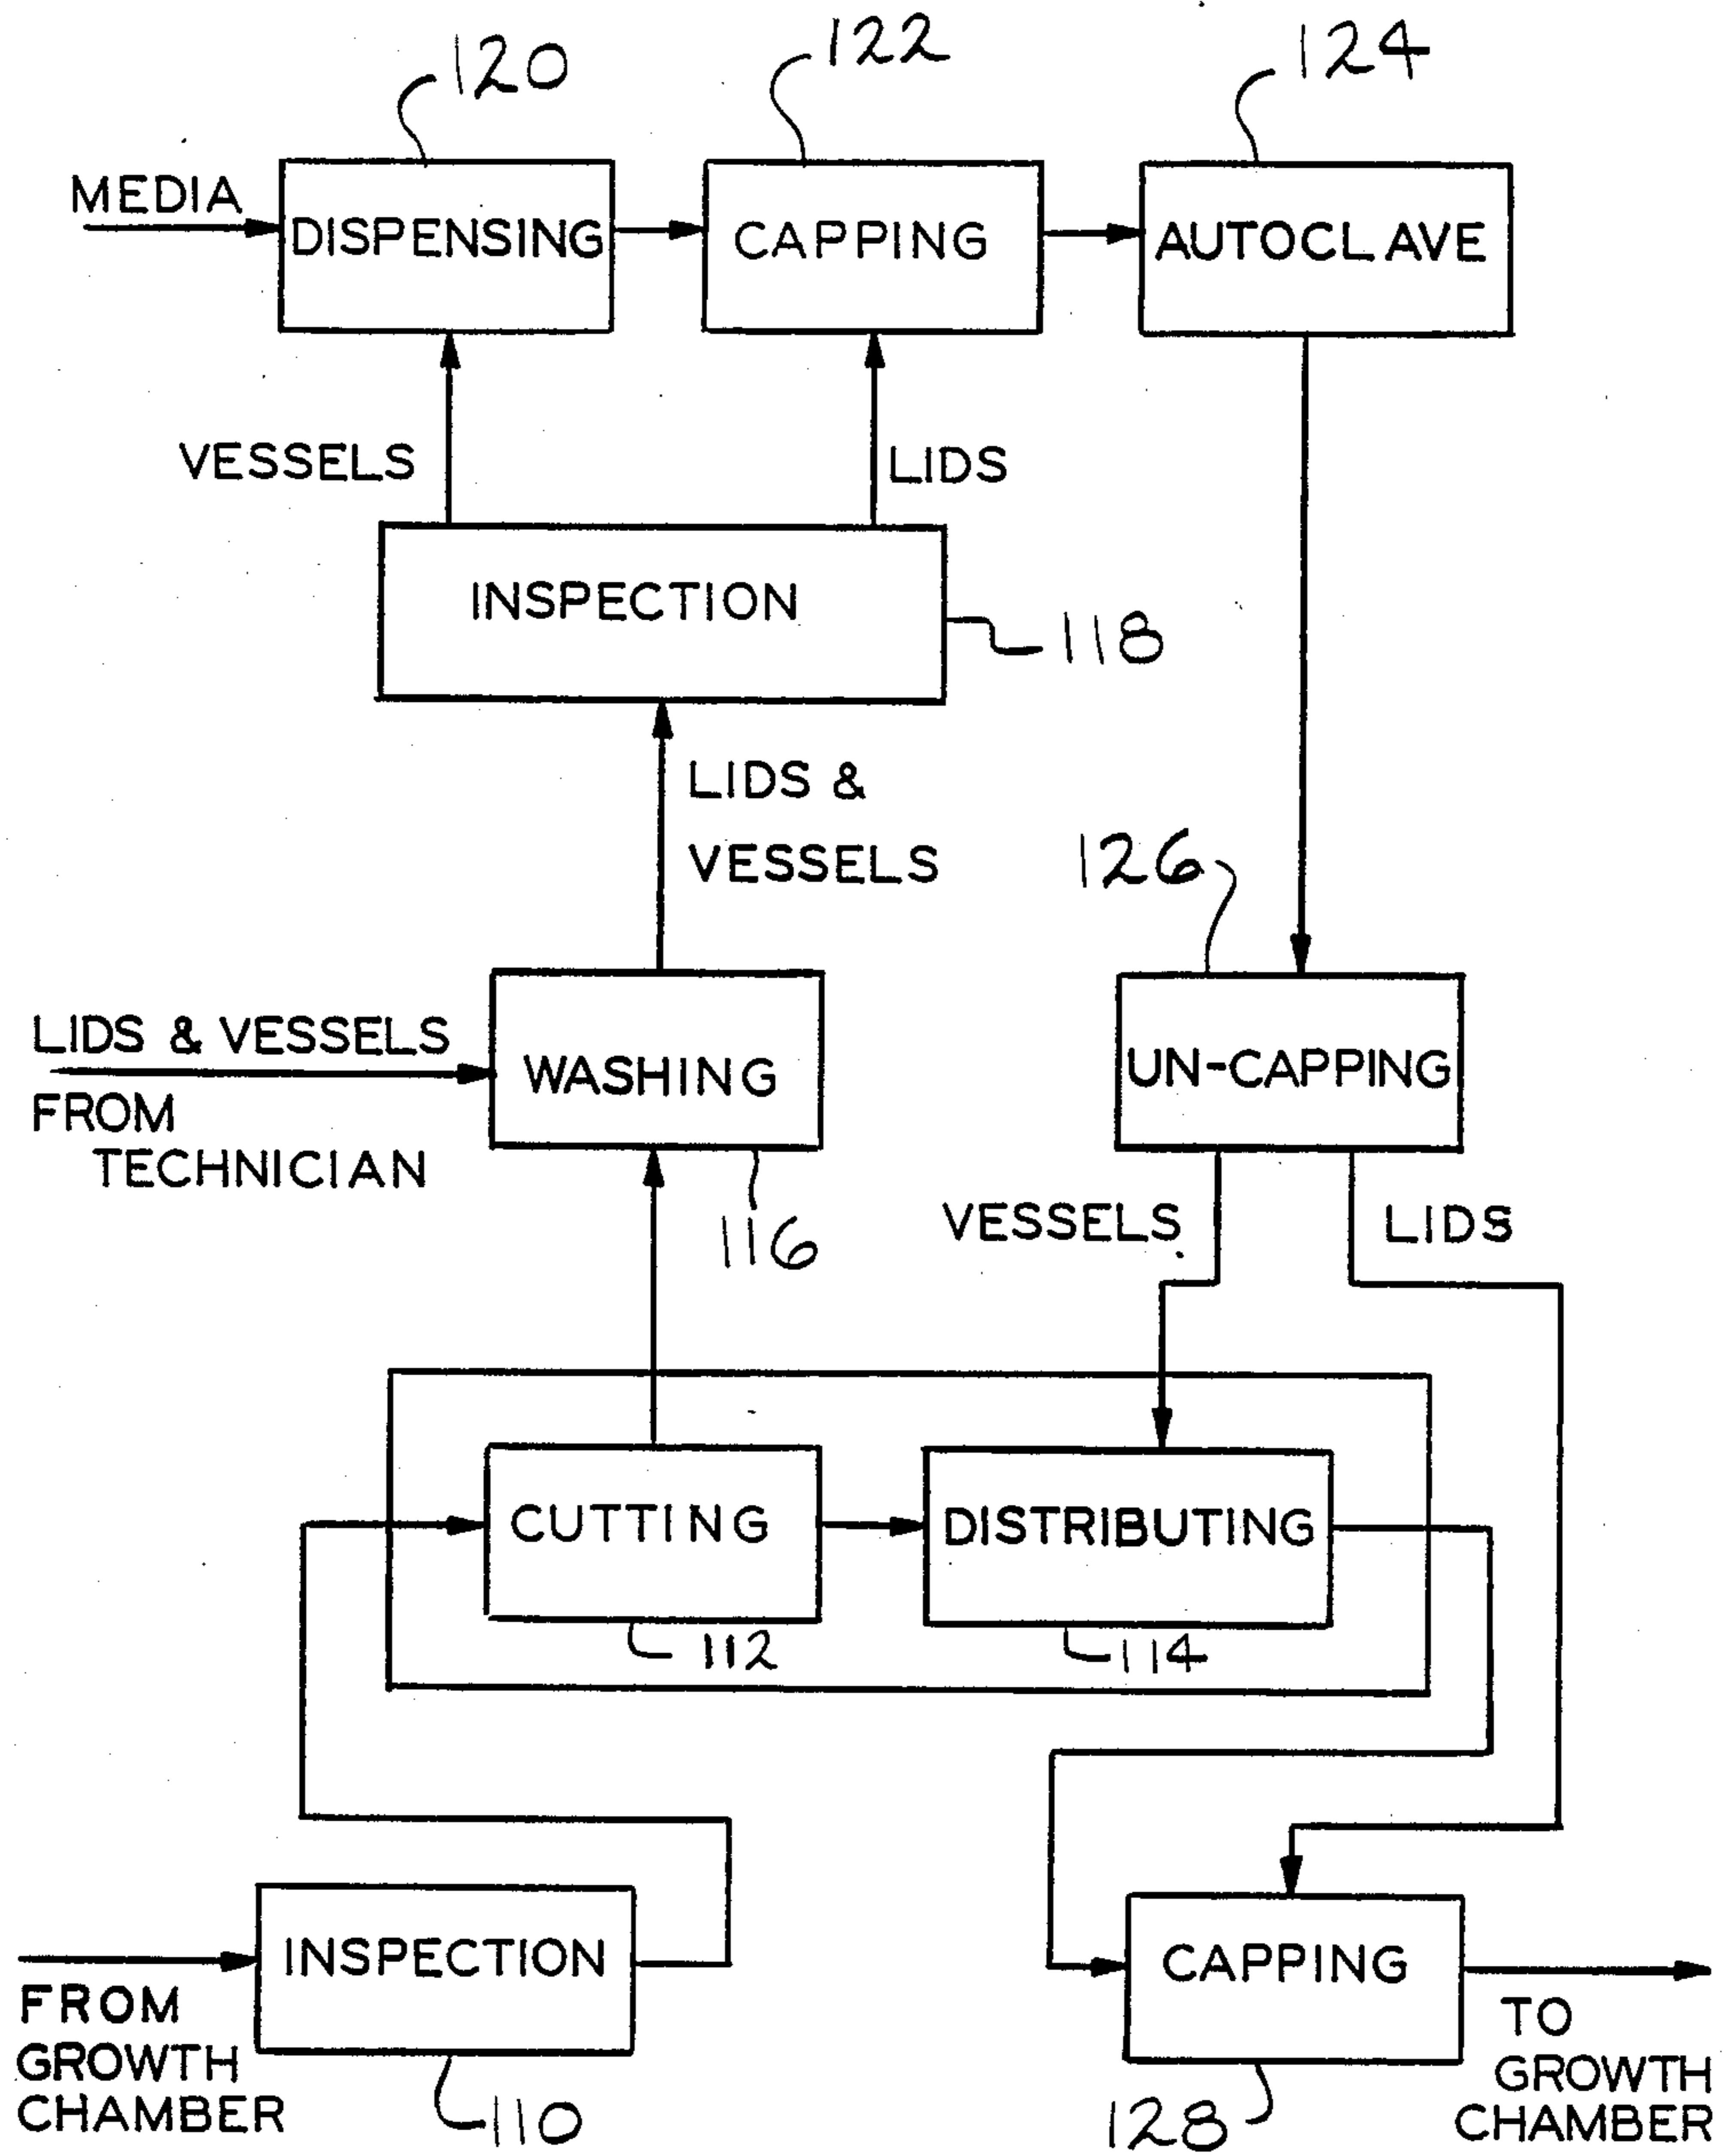 120
122
124
MEDIA
DISPENSING
CAPPING
AUTOCLAVE
VESSELS
LIDS
INSPECTION
118
LIDS &
VESSELS
126
LIDS & VESSELS
FROM
TECHNICIAN
WASHING
UN-CAPPING
116
VESSELS
LIDS
CUTTING
DISTRIBUTING
112
114
INSPECTION
CAPPING
FROM
GROWTH
CHAMBER
TO
GROWTH
CHAMBER
110
128